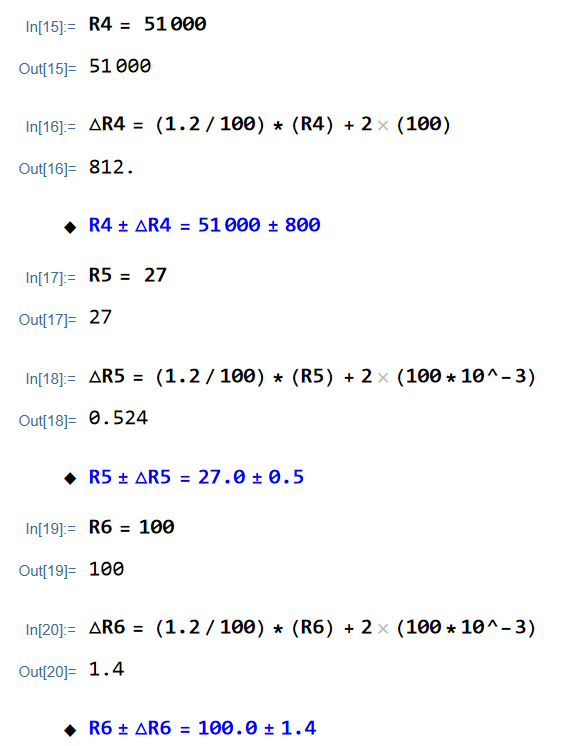 In[15]:= R4 = 51000
Out[15]= 51000
In[16]:= △R4 = (1.2/100) * (R4) + 2 × (100)
Out[16]= 812.
◆ R4 ± △R4 = 51000 ± 800
In[17]:= R5 = 27
Out[17]= 27
In[18]:= △R5 = (1.2/100) * (R5) + 2 × (100*10^-3)
Out[18]= 0.524
◆ R5 ± △R5 = 27.0 ± 0.5
In[19]:= R6 = 100
Out[19]= 100
In[20]:= △R6 = (1.2/100) * (R6) + 2 × (100*10^-3)
Out[20]= 1.4
◆ R6 ± △R6 = 100.0 ± 1.4